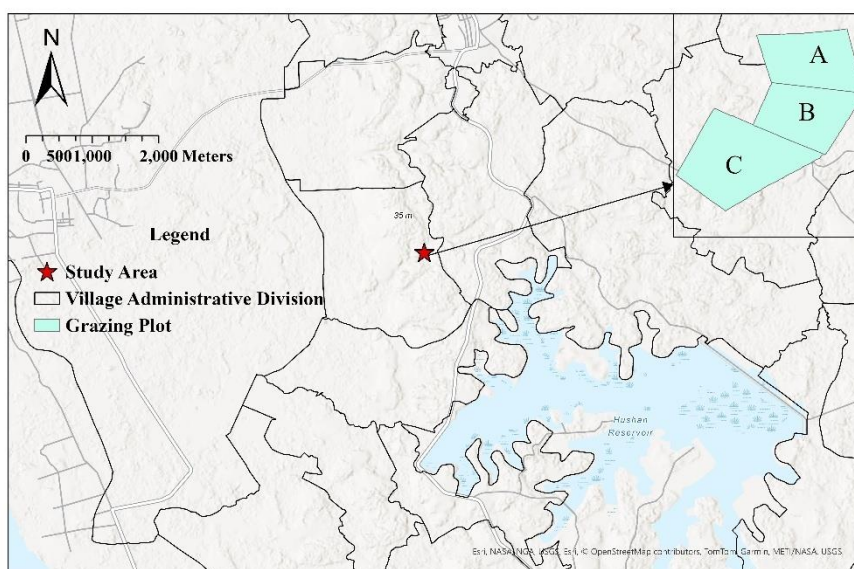 N
0 5001,000 2,000 Meters
Legend
Study Area
Village Administrative Division
Grazing Plot
35 m
A
B
C
Hushan
Reservoir
Esri, NASA, NGA, USGS, Esri, © OpenStreetMap contributors, TomTom, Garmin, METI/NASA, USGS